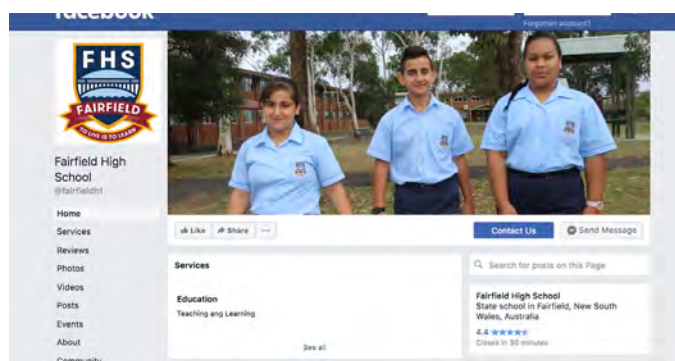 facebook
Forgotten account?
FHS
FAIRFIELD
TO LIVE IS TO LEARN
Fairfield High
School
@fairfieldh1
Home
Services
Reviews
Photos
Videos
Posts
Events
About
Community
Like
Share
...
Contact Us
Send Message
Services
Education
Teaching ang Learning
See all
Search for posts on this Page
Fairfield High School
State school in Fairfield, New South
Wales, Australia
4.4 ★★★★★
Closes in 50 minutes